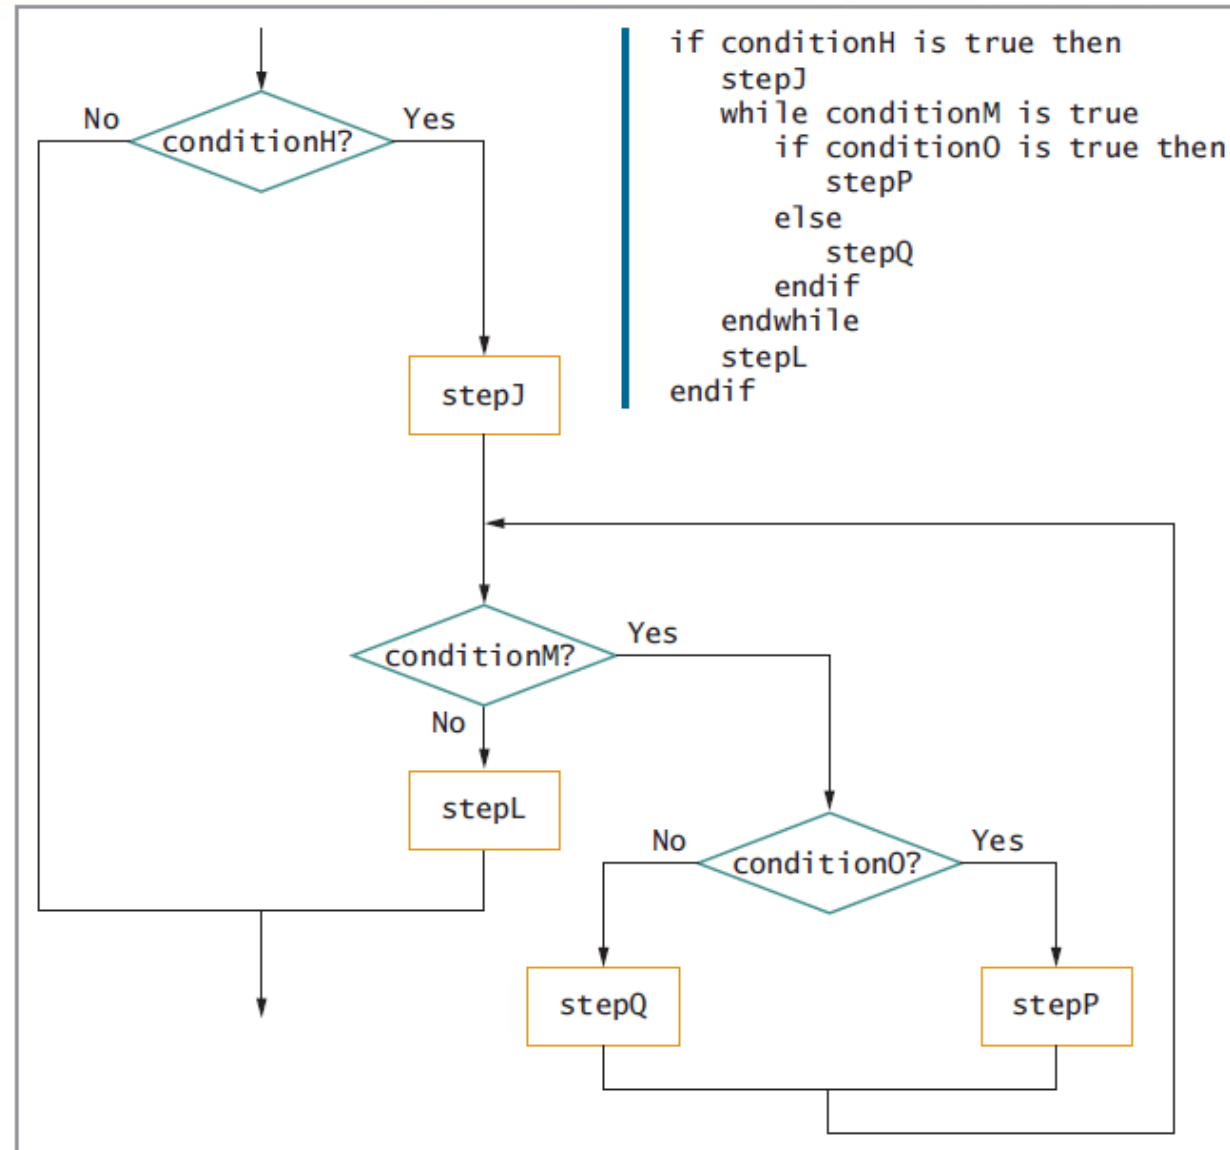 if conditionH is true then
   stepJ
   while conditionM is true
      if conditionO is true then
         stepP
      else
         stepQ
      endif
   endwhile
   stepL
endif
No
conditionH?
Yes
stepJ
conditionM?
Yes
No
stepL
No
conditionO?
Yes
stepQ
stepP